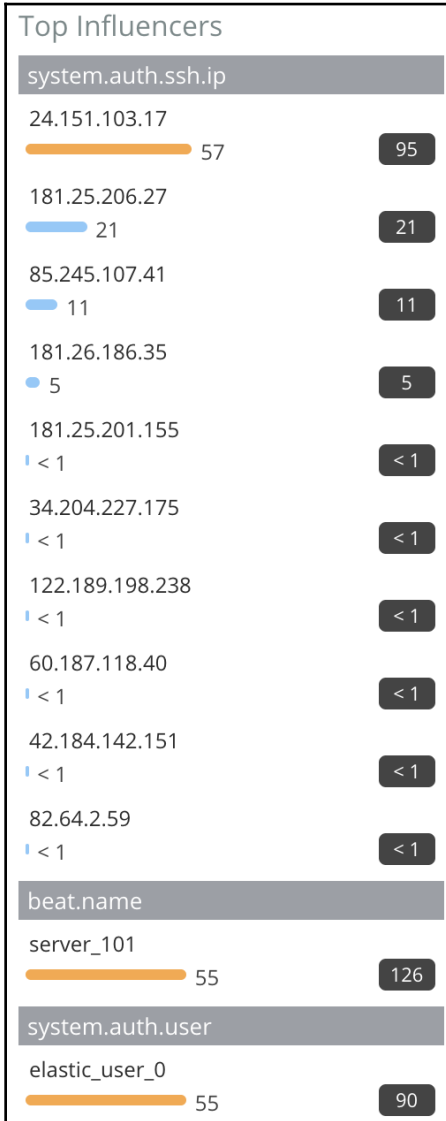 Top Influencers
system.auth.ssh.ip
24.151.103.17
57 95
181.25.206.27
21 21
85.245.107.41
11 11
181.26.186.35
5 5
181.25.201.155
< 1 < 1
34.204.227.175
< 1 < 1
122.189.198.238
< 1 < 1
60.187.118.40
< 1 < 1
42.184.142.151
< 1 < 1
82.64.2.59
< 1 < 1
beat.name
server_101
55 126
system.auth.user
elastic_user_0
55 90